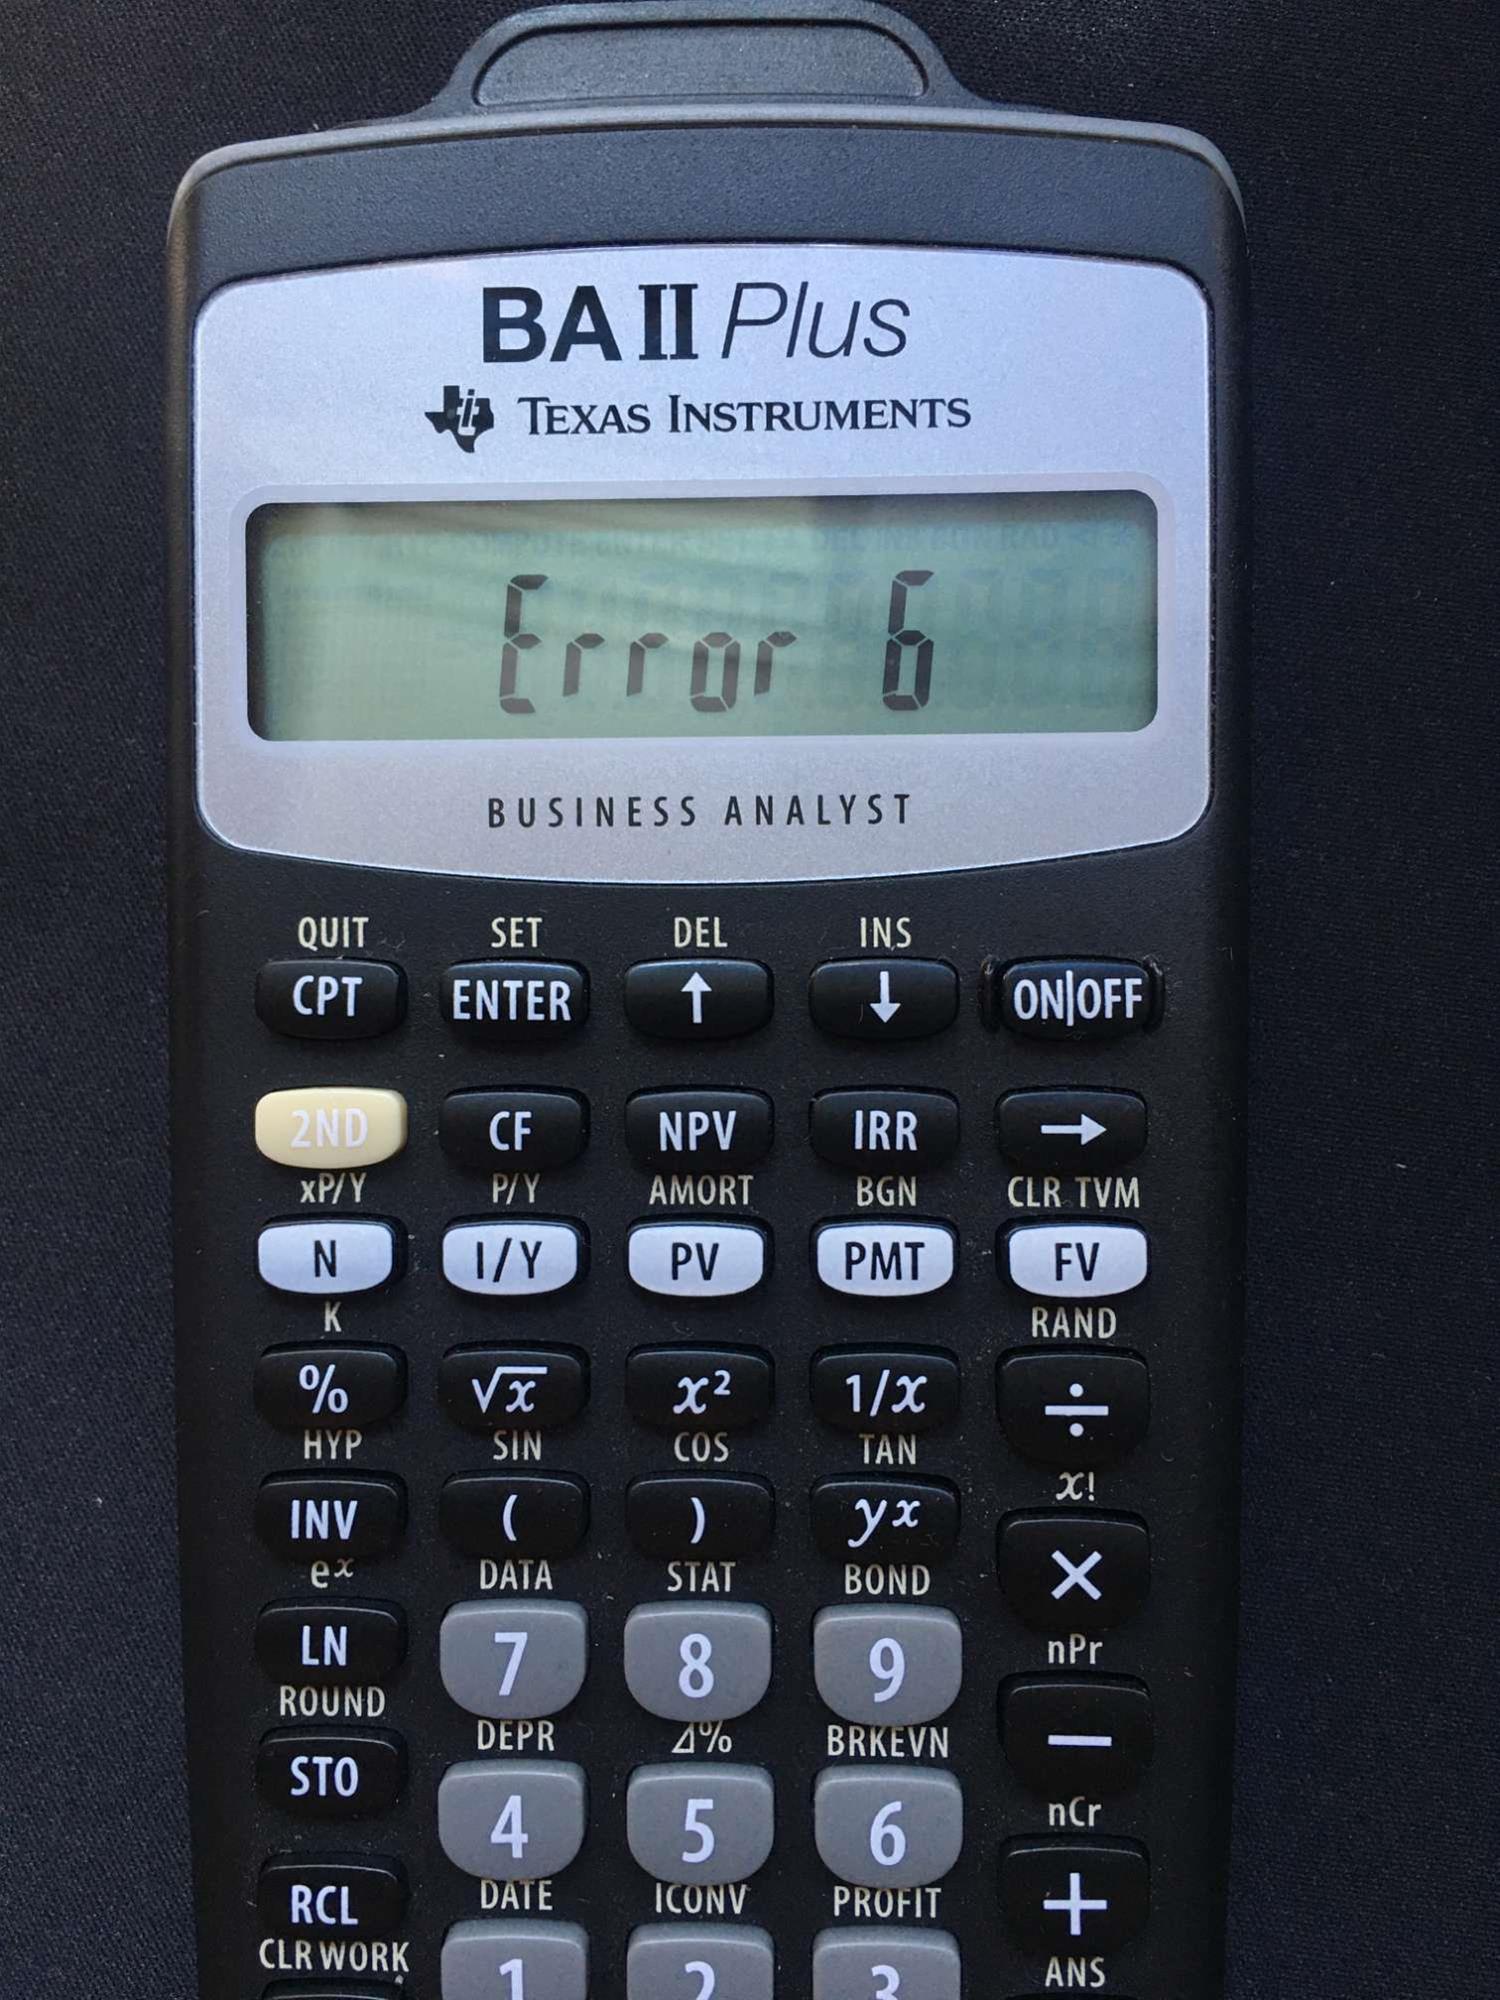 BA II Plus
TEXAS INSTRUMENTS
Error 6
BUSINESS ANALYST
QUIT SET DEL INS
CPT ENTER ↑ ↓ ON|OFF
2ND CF NPV IRR →
xP/Y P/Y AMORT BGN CLR TVM
N I/Y PV PMT FV
K RAND
% √x x² 1/x ÷
HYP SIN COS TAN
x!
INV ( ) yˣ ×
eˣ DATA STAT BOND
nPr
LN 7 8 9 −
ROUND DEPR Δ% BRKEVN
nCr
STO 4 5 6 +
DATE ICONV PROFIT
RCL
CLR WORK ANS
1 2 3